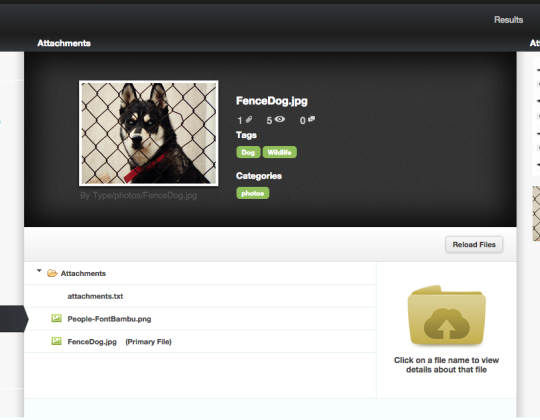 Results
Attachments
At
FenceDog.jpg
1 5 0
Tags
Dog Wildlife
Categories
photos
By Type/photos/FenceDog.jpg
Reload Files
Attachments
attachments.txt
People-FontBambu.png
FenceDog.jpg (Primary File)
Click on a file name to view
details about that file